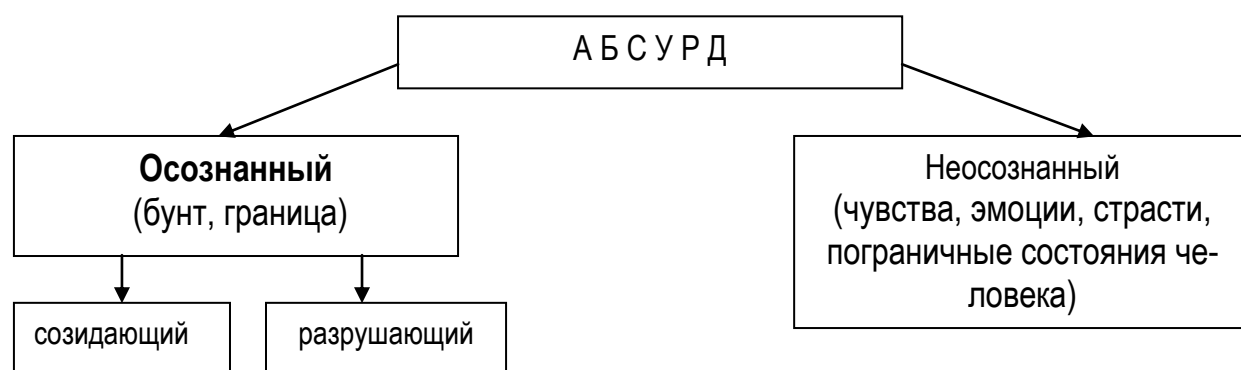 А Б С У Р Д
Осознанный
(бунт, граница)
Неосознанный
(чувства, эмоции, страсти,
пограничные состояния че-
ловека)
созидающий
разрушающий